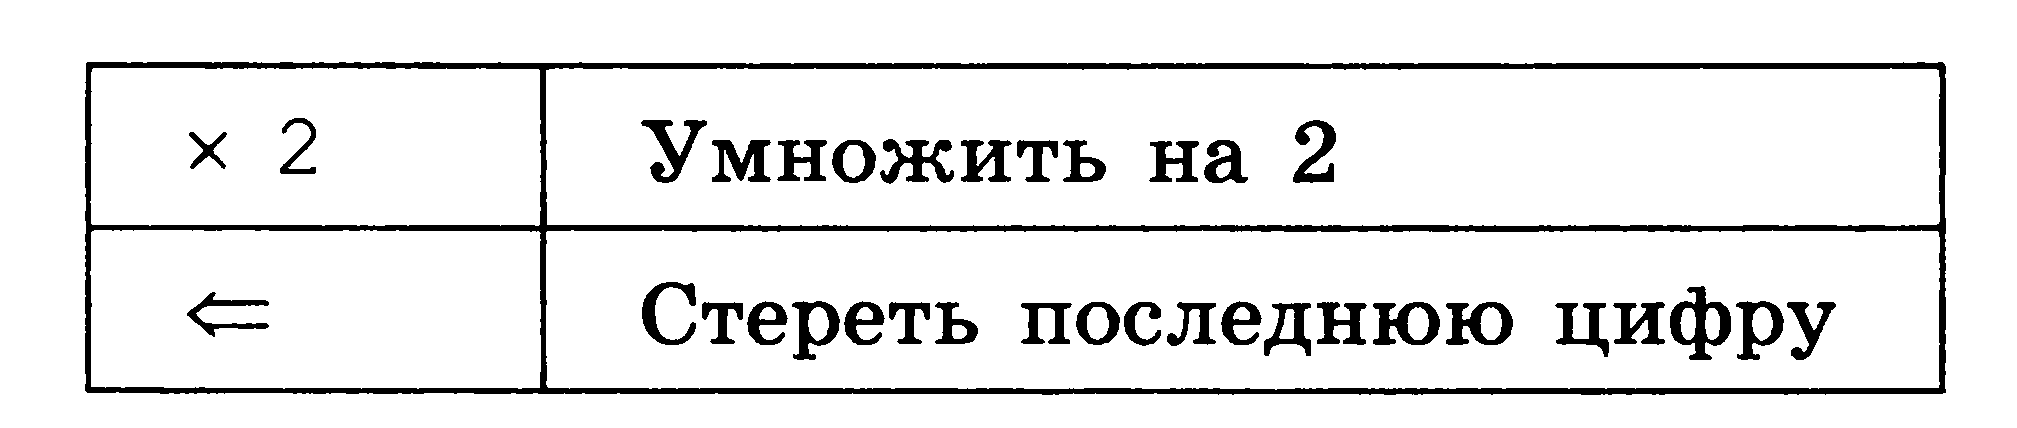 × 2 Умножить на 2
⇐ Стереть последнюю цифру